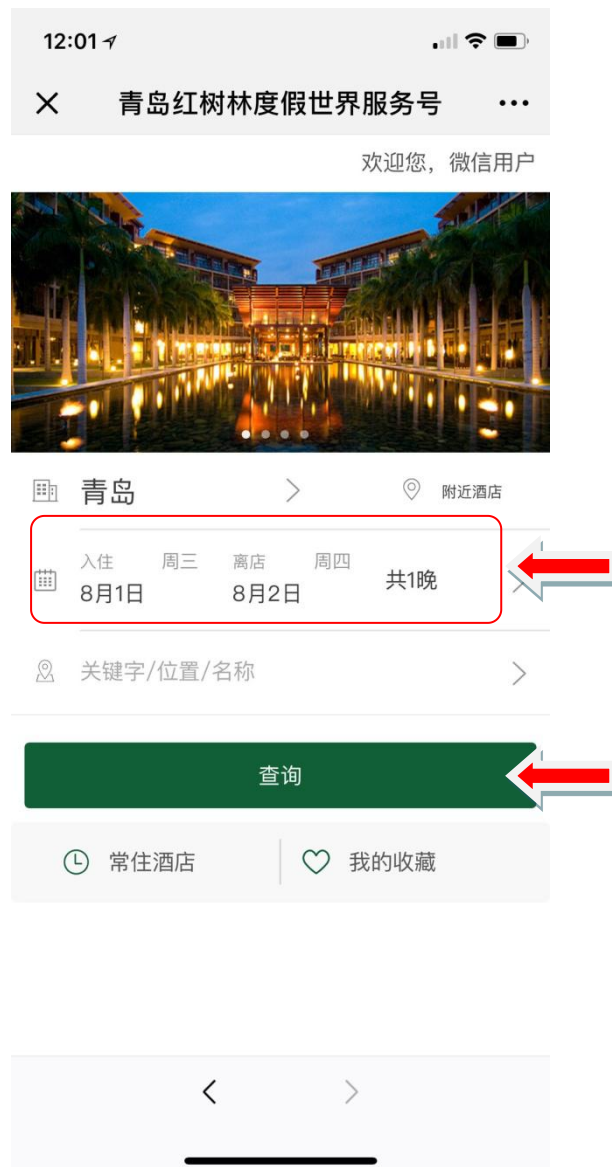 12:01
青岛红树林度假世界服务号
欢迎您，微信用户
青岛
附近酒店
入住 周三 离店 周四
8月1日 8月2日 共1晚
关键字/位置/名称
查询
常住酒店 我的收藏